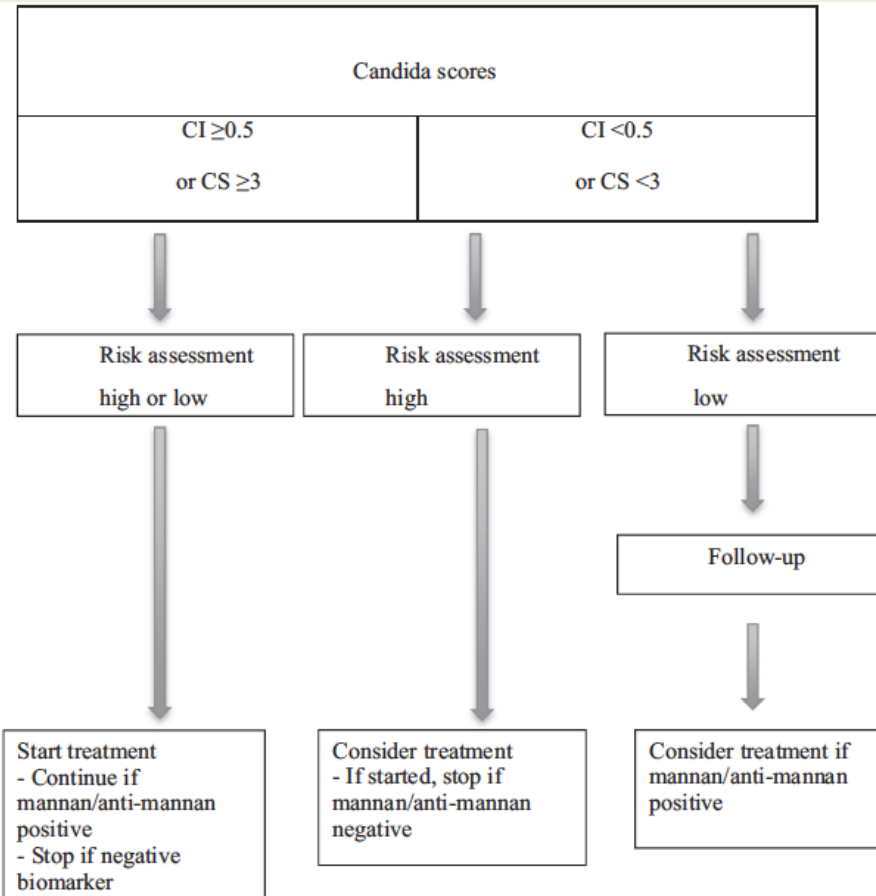 Candida scores
CI ≥0.5
or CS ≥3
CI <0.5
or CS <3
Risk assessment
high or low
Risk assessment
high
Risk assessment
low
Follow-up
Start treatment
- Continue if
mannan/anti-mannan
positive
- Stop if negative
biomarker
Consider treatment
- If started, stop if
mannan/anti-mannan
negative
Consider treatment if
mannan/anti-mannan
positive